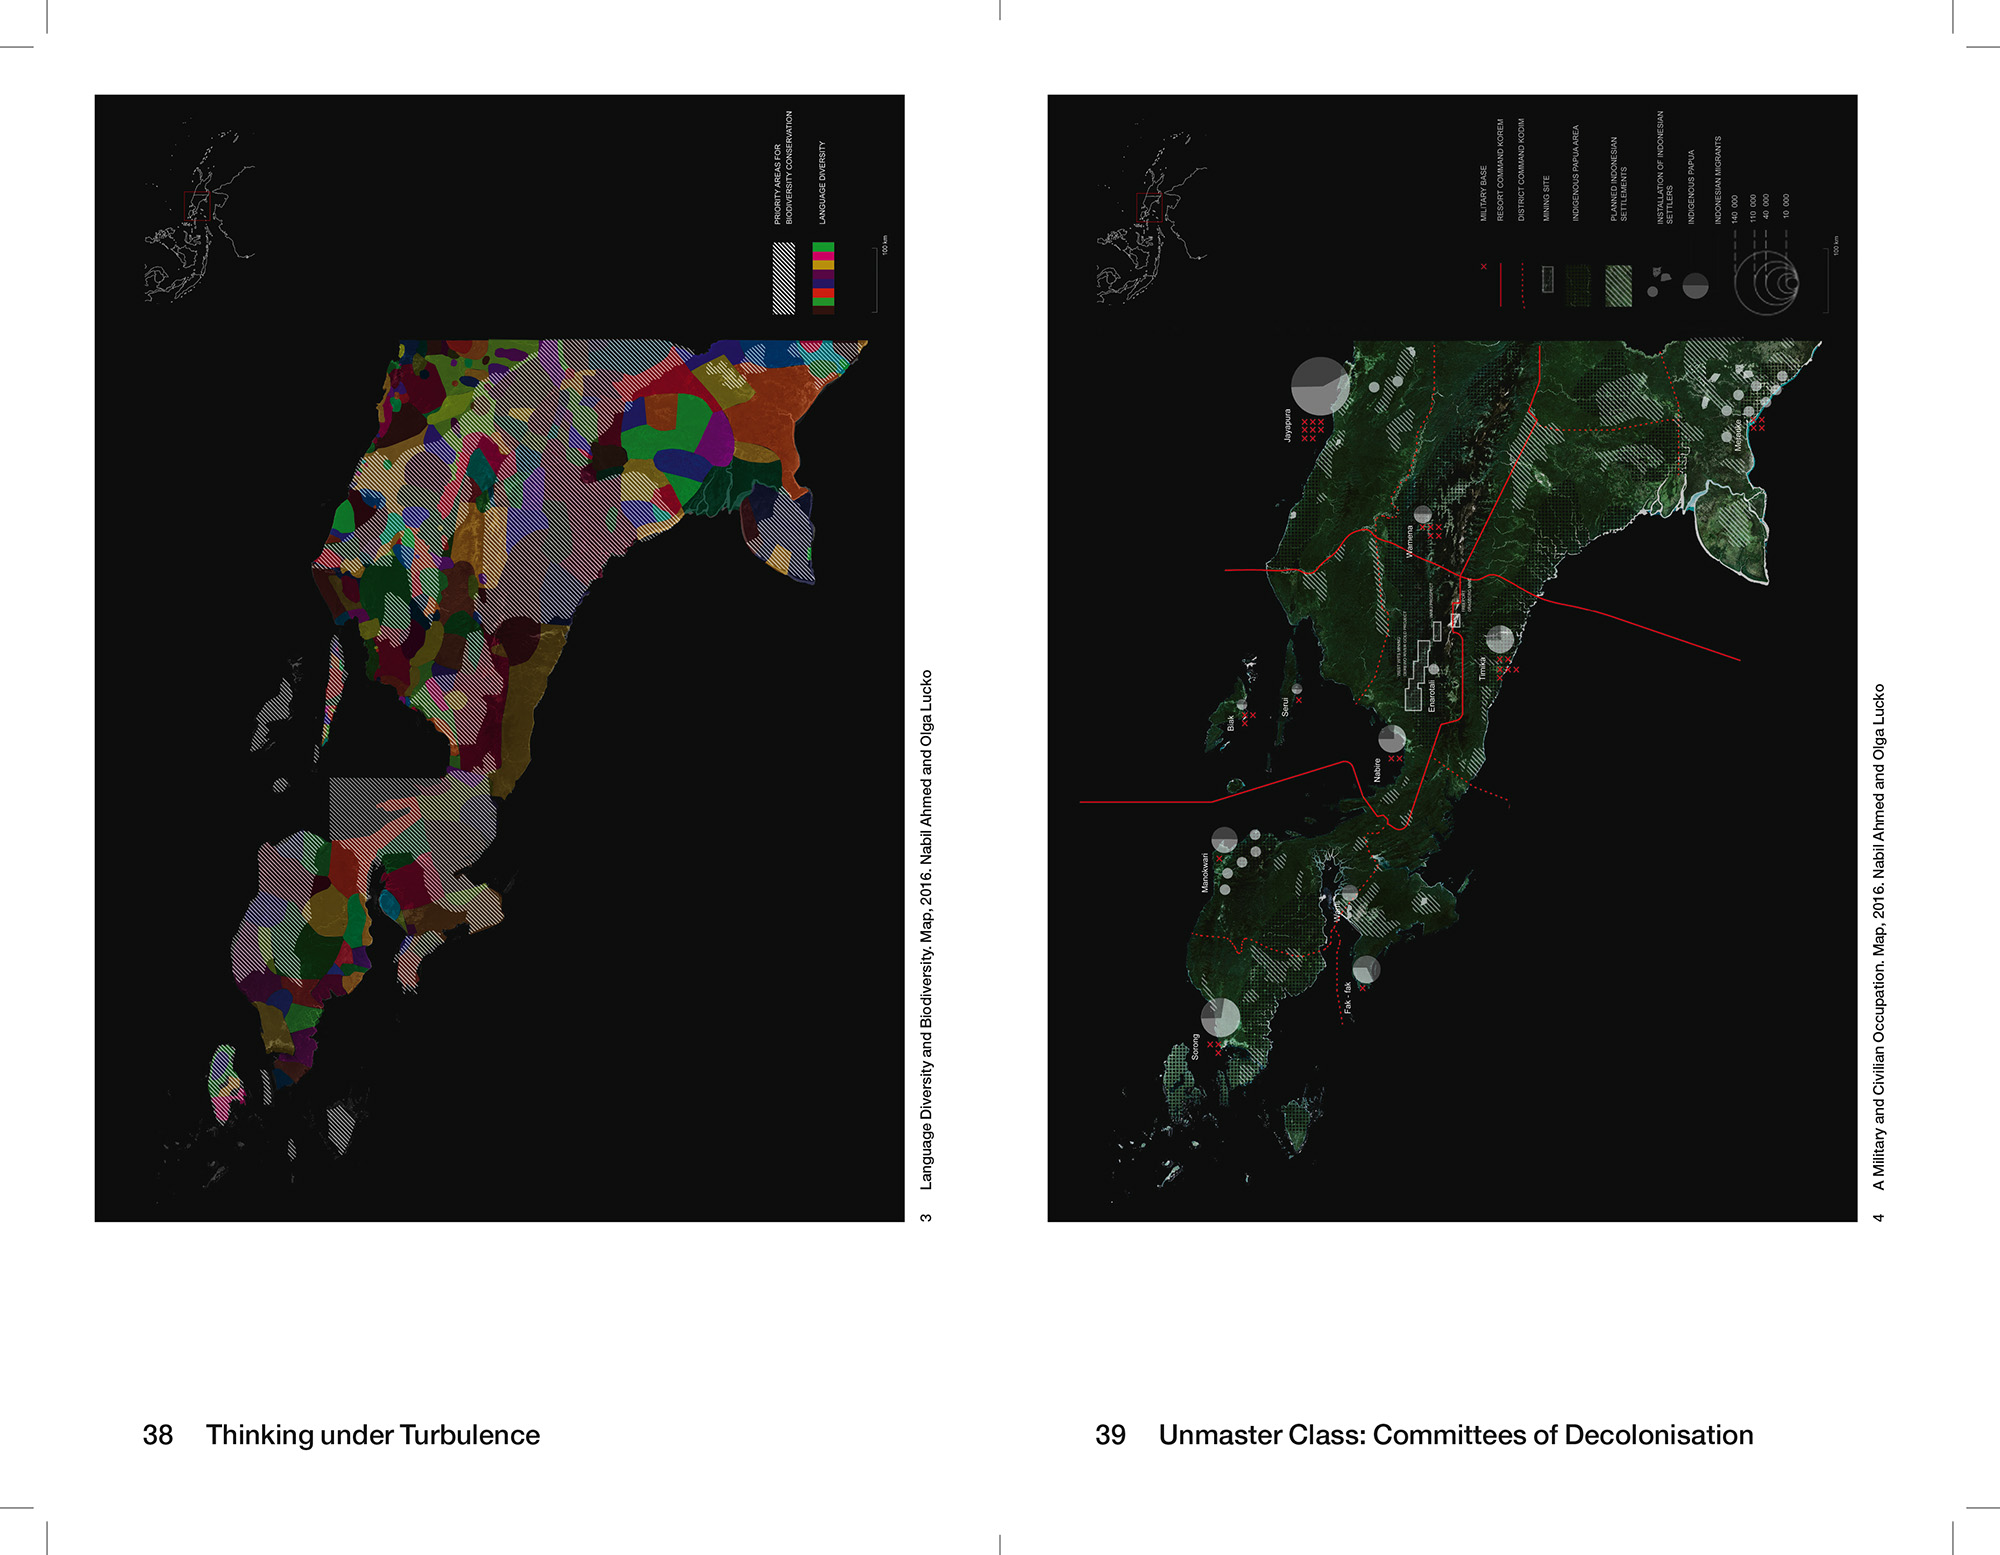 PRIORITY AREAS FOR
BIODIVERSITY CONSERVATION
LANGUAGE DIVERSITY
100 km
3 Language Diversity and Biodiversity. Map, 2016. Nabil Ahmed and Olga Lucko
38 Thinking under Turbulence
MILITARY BASE
RESORT COMMAND KOREM
DISTRICT COMMAND KODIM
MINING SITE
INDIGENOUS PAPUA AREA
PLANNED INDONESIAN
SETTLEMENTS
INSTALLATION OF INDONESIAN
SETTLERS
INDIGENOUS PAPUA
INDONESIAN MIGRANTS
140 000
110 000
40 000
10 000
100 km
Jayapura
Merauke
Wamena
Timika
Enarotali
Biak
Serui
Nabire
Manokwari
Fak - fak
Sorong
4 A Military and Civilian Occupation. Map, 2016. Nabil Ahmed and Olga Lucko
39 Unmaster Class: Committees of Decolonisation